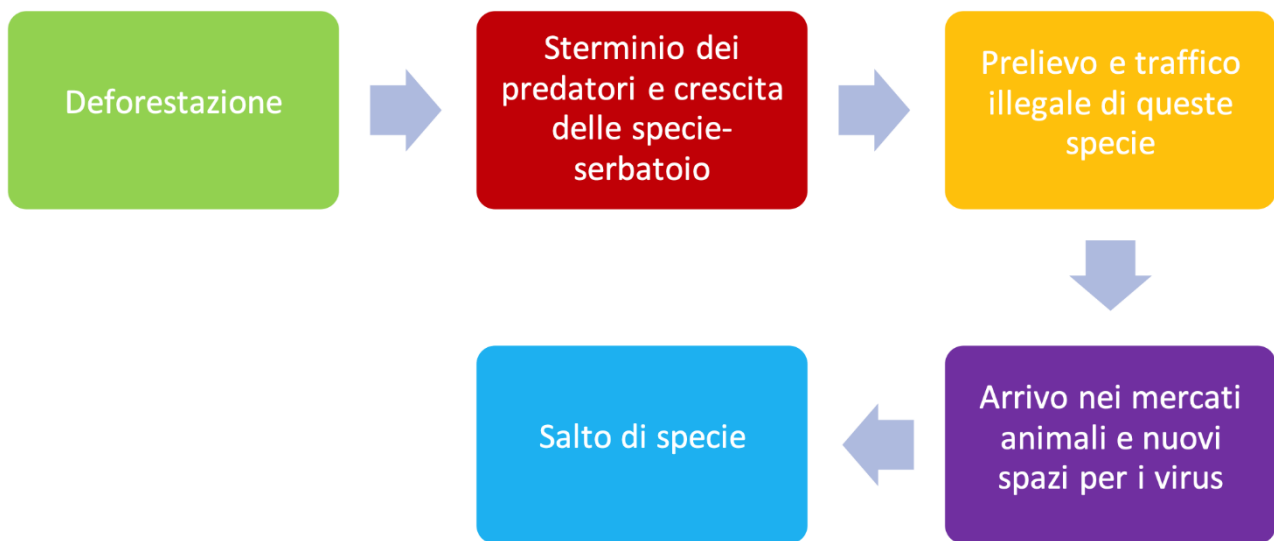 Deforestazione
Sterminio dei
predatori e crescita
delle specie-
serbatoio
Prelievo e traffico
illegale di queste
specie
Arrivo nei mercati
animali e nuovi
spazi per i virus
Salto di specie